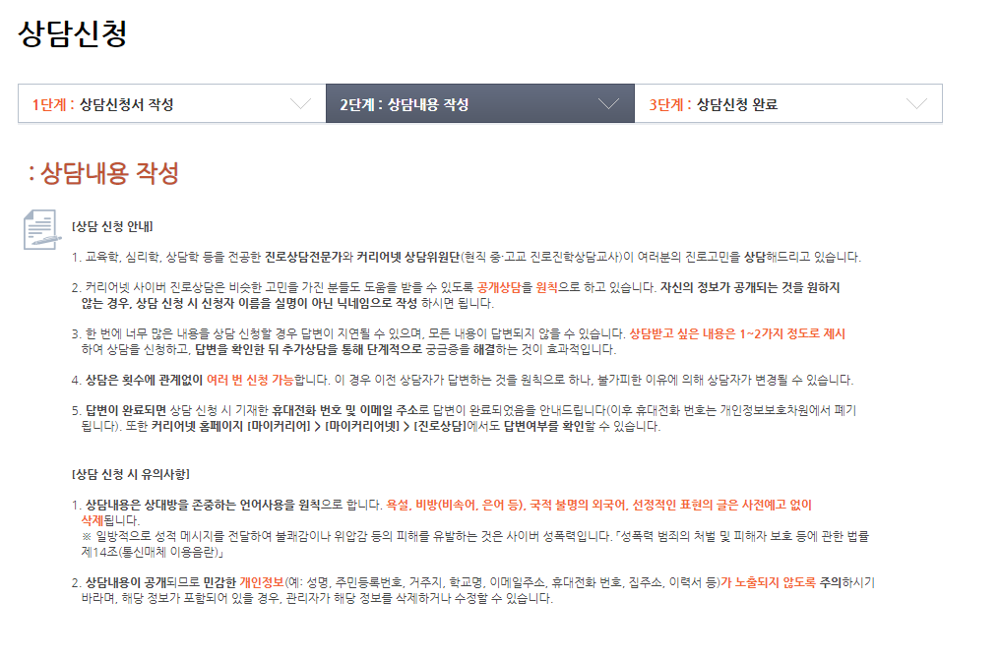 상담신청
1단계 : 상담신청서 작성
2단계 : 상담내용 작성
3단계 : 상담신청 완료
: 상담내용 작성
[상담 신청 안내]
1. 교육학, 심리학, 상담학 등을 전공한 진로상담전문가와 커리어넷 상담위원단(현직 중·고교 진로진학상담교사)이 여러분의 진로고민을 상담해드리고 있습니다.
2. 커리어넷 사이버 진로상담은 비슷한 고민을 가진 분들도 도움을 받을 수 있도록 공개상담을 원칙으로 하고 있습니다. 자신의 정보가 공개되는 것을 원하지
않는 경우, 상담 신청 시 신청자 이름을 실명이 아닌 닉네임으로 작성 하시면 됩니다.
3. 한 번에 너무 많은 내용을 상담 신청할 경우 답변이 지연될 수 있으며, 모든 내용이 답변되지 않을 수 있습니다. 상담받고 싶은 내용은 1~2가지 정도로 제시
하여 상담을 신청하고, 답변을 확인한 뒤 추가상담을 통해 단계적으로 궁금증을 해결하는 것이 효과적입니다.
4. 상담은 횟수에 관계없이 여러 번 신청 가능합니다. 이 경우 이전 상담자가 답변하는 것을 원칙으로 하나, 불가피한 이유에 의해 상담자가 변경될 수 있습니다.
5. 답변이 완료되면 상담 신청 시 기재한 휴대전화 번호 및 이메일 주소로 답변이 완료되었음을 안내드립니다(이후 휴대전화 번호는 개인정보보호차원에서 폐기
됩니다). 또한 커리어넷 홈페이지 [마이커리어] > [마이커리어넷] > [진로상담]에서도 답변여부를 확인할 수 있습니다.
[상담 신청 시 유의사항]
1. 상담내용은 상대방을 존중하는 언어사용을 원칙으로 합니다. 욕설, 비방(비속어, 은어 등), 국적 불명의 외국어, 선정적인 표현의 글은 사전예고 없이
삭제됩니다.
※ 일방적으로 성적 메시지를 전달하여 불쾌감이나 위압감 등의 피해를 유발하는 것은 사이버 성폭력입니다. 「성폭력 범죄의 처벌 및 피해자 보호 등에 관한 법률
제14조(통신매체 이용음란)」
2. 상담내용이 공개되므로 민감한 개인정보(예: 성명, 주민등록번호, 거주지, 학교명, 이메일주소, 휴대전화 번호, 집주소, 이력서 등)가 노출되지 않도록 주의하시기
바라며, 해당 정보가 포함되어 있을 경우, 관리자가 해당 정보를 삭제하거나 수정할 수 있습니다.